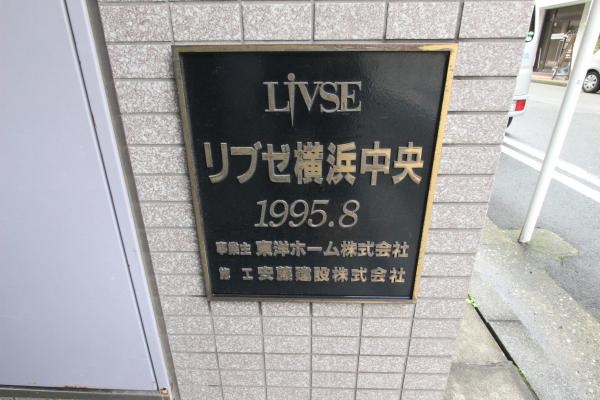 LiVSE
リブゼ横浜中央
1995.8
事業主 東洋ホーム株式会社
施工 安藤建設株式会社